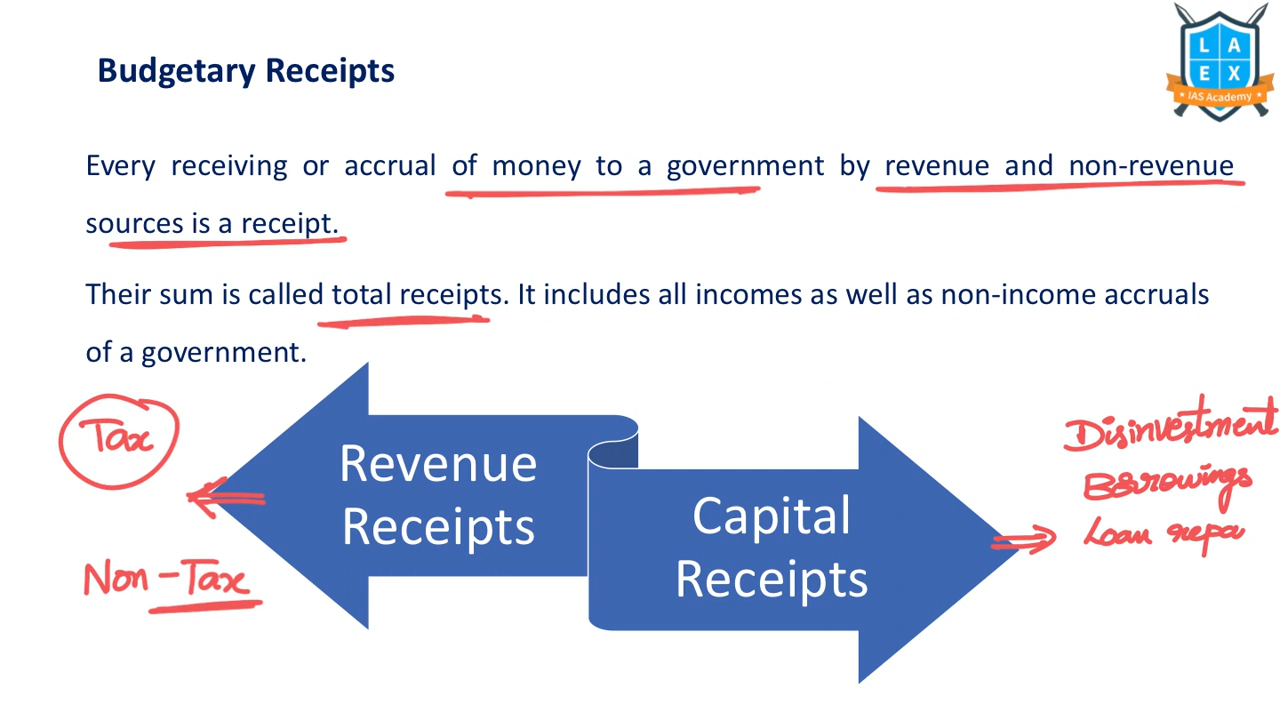 L A
E X
IAS Academy
Budgetary Receipts
Every receiving or accrual of money to a government by revenue and non-revenue
sources is a receipt.
Their sum is called total receipts. It includes all incomes as well as non-income accruals
of a government.
Tax
Non-Tax
Revenue
Receipts
Capital
Receipts
Disinvestment
Borrowings
Loan repa